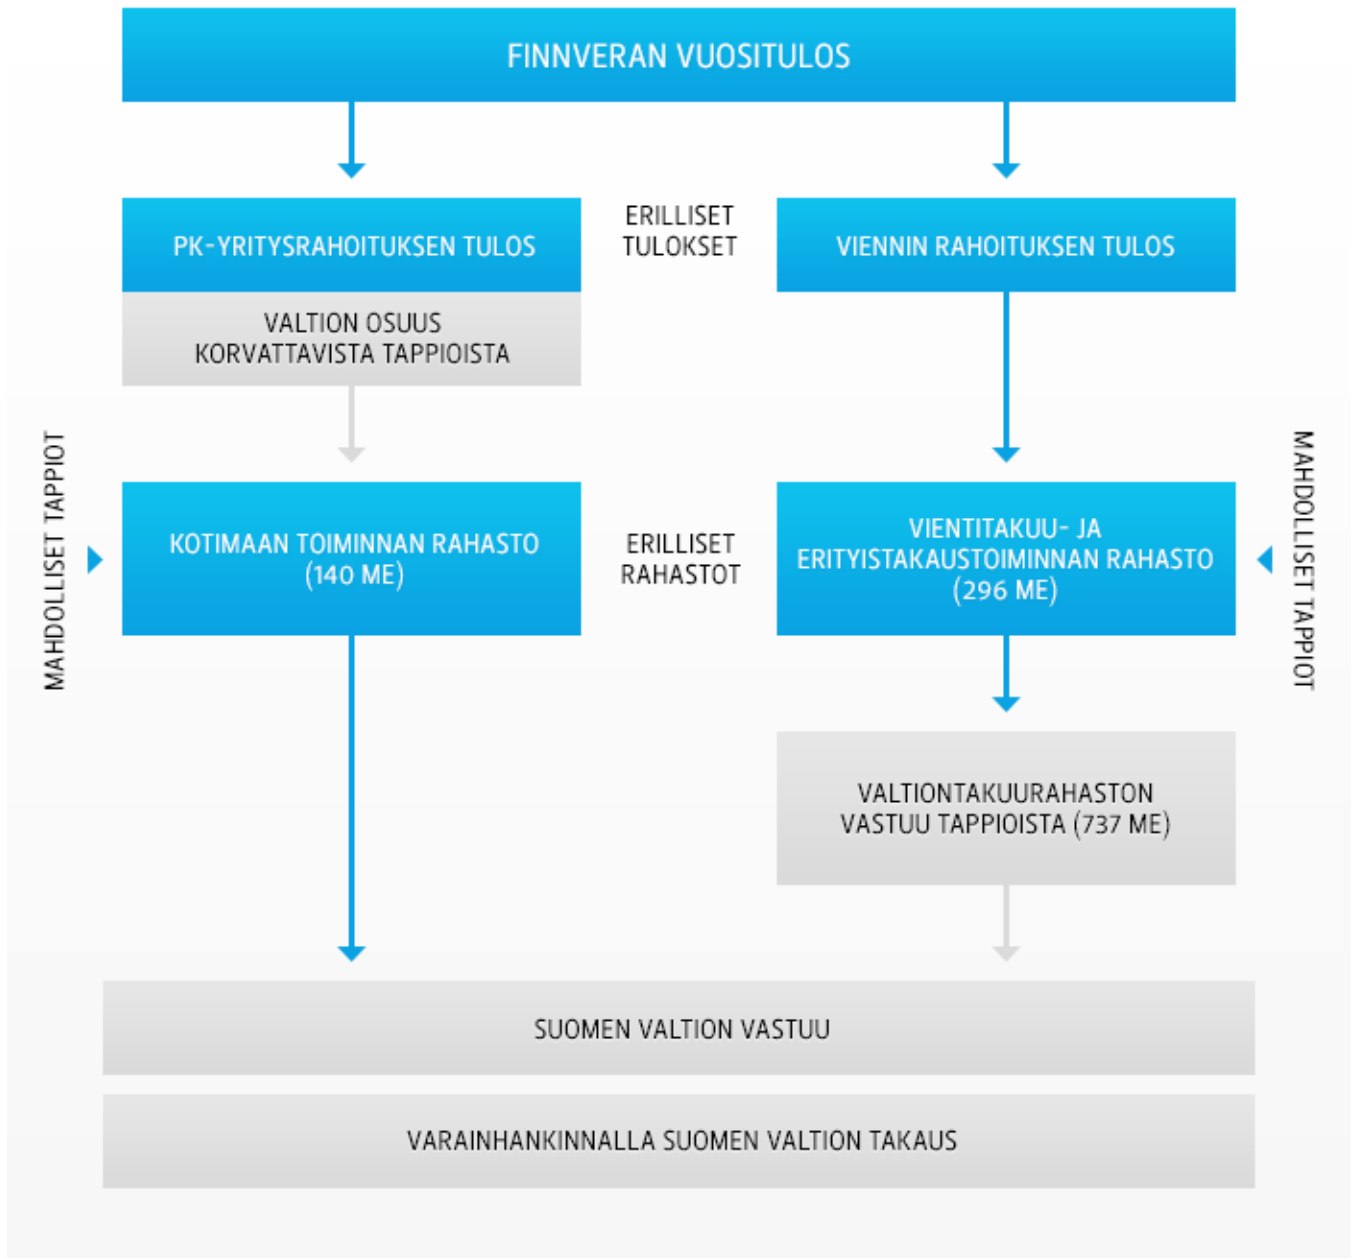 FINNVERAN VUOSITULOS
PK-YRITYSRAHOITUKSEN TULOS
ERILLISET
TULOKSET
VIENNIN RAHOITUKSEN TULOS
VALTION OSUUS
KORVATTAVISTA TAPPIOISTA
MAHDOLLISET TAPPIOT
KOTIMAAN TOIMINNAN RAHASTO
(140 ME)
ERILLISET
RAHASTOT
VIENTITAKUU- JA
ERITYISTAKAUSTOIMINNAN RAHASTO
(296 ME)
MAHDOLLISET TAPPIOT
VALTIONTAKUURAHASTON
VASTUU TAPPIOISTA (737 ME)
SUOMEN VALTION VASTUU
VARAINHANKINNALLA SUOMEN VALTION TAKAUS